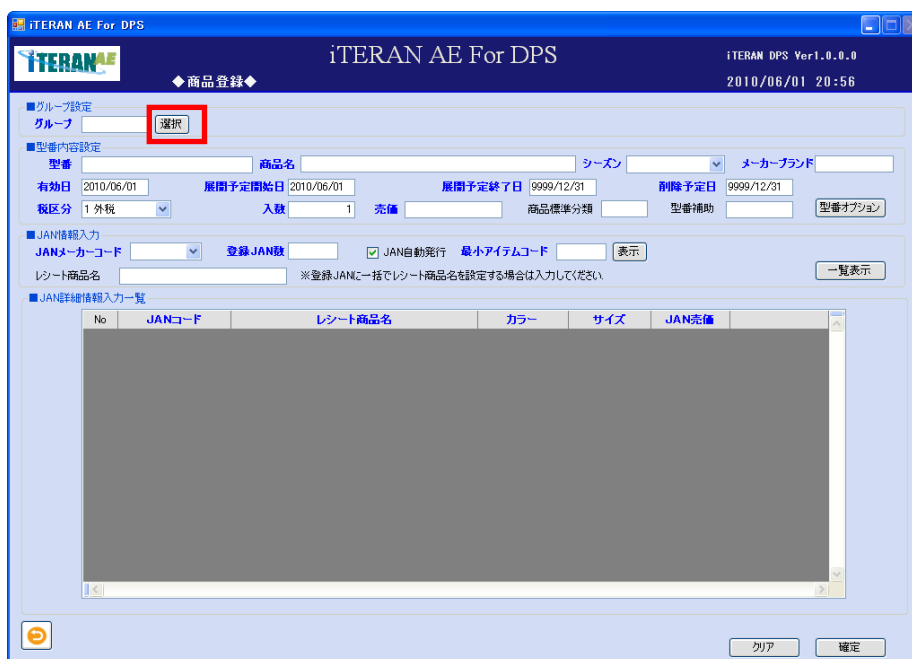 iTERAN AE For DPS
iTERANAE iTERAN AE For DPS iTERAN DPS Ver1.0.0.0
◆商品登録◆ 2010/06/01 20:56
■グループ設定
グループ 選択
■型番内容設定
型番 商品名 シーズン メーカーブランド
有効日 2010/06/01 展開予定開始日 2010/06/01 展開予定終了日 9999/12/31 削除予定日 9999/12/31
税区分 1 外税 入数 1 売価 商品標準分類 型番補助 型番オプション
■JAN情報入力
JANメーカーコード 登録JAN数 JAN自動発行 最小アイテムコード 表示
レシート商品名 ※登録JANに一括でレシート商品名を設定する場合は入力してください。 一覧表示
■JAN詳細情報入力一覧
No JANコード レシート商品名 カラー サイズ JAN売価
クリア 確定